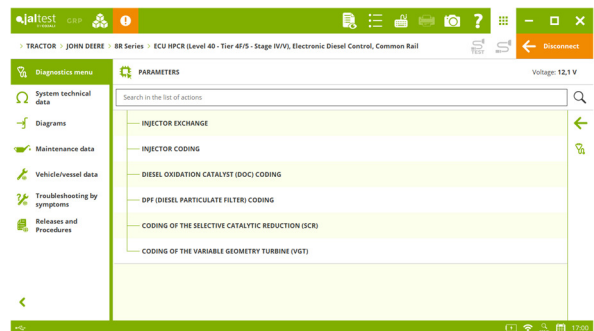 jaltest GRP
> TRACTOR > JOHN DEERE > 8R Series > ECU HPCR (Level 40 - Tier 4F/5 - Stage IV/V), Electronic Diesel Control, Common Rail
TEST
Disconnect
Diagnostics menu
PARAMETERS
Voltage: 12,1 V
System technical
data
Search in the list of actions
Diagrams
INJECTOR EXCHANGE
Maintenance data
INJECTOR CODING
Vehicle/vessel data
DIESEL OXIDATION CATALYST (DOC) CODING
Troubleshooting by
symptoms
DPF (DIESEL PARTICULATE FILTER) CODING
Releases and
Procedures
CODING OF THE SELECTIVE CATALYTIC REDUCTION (SCR)
CODING OF THE VARIABLE GEOMETRY TURBINE (VGT)
17:00